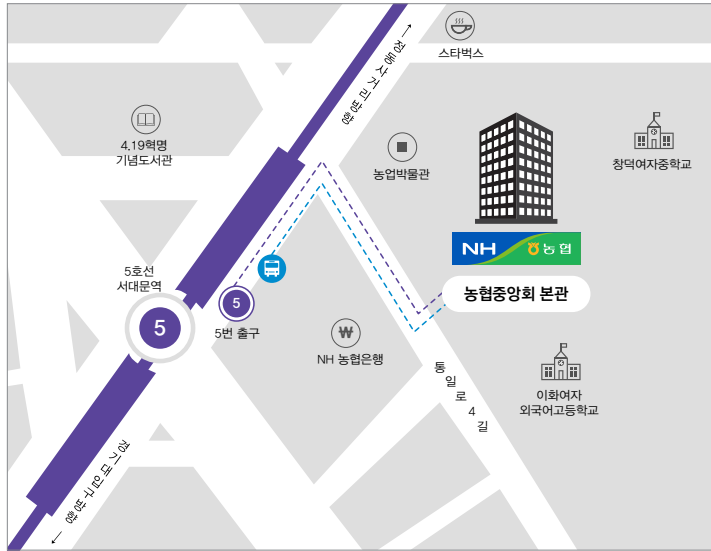 스타벅스
←정동사거리방향
4.19혁명
기념도서관
농업박물관
창덕여자중학교
NH 농협
농협중앙회 본관
5호선
서대문역
5
5
5번 출구
₩
NH 농협은행
통일로4길
이화여자
외국어고등학교
경기대입구방향→